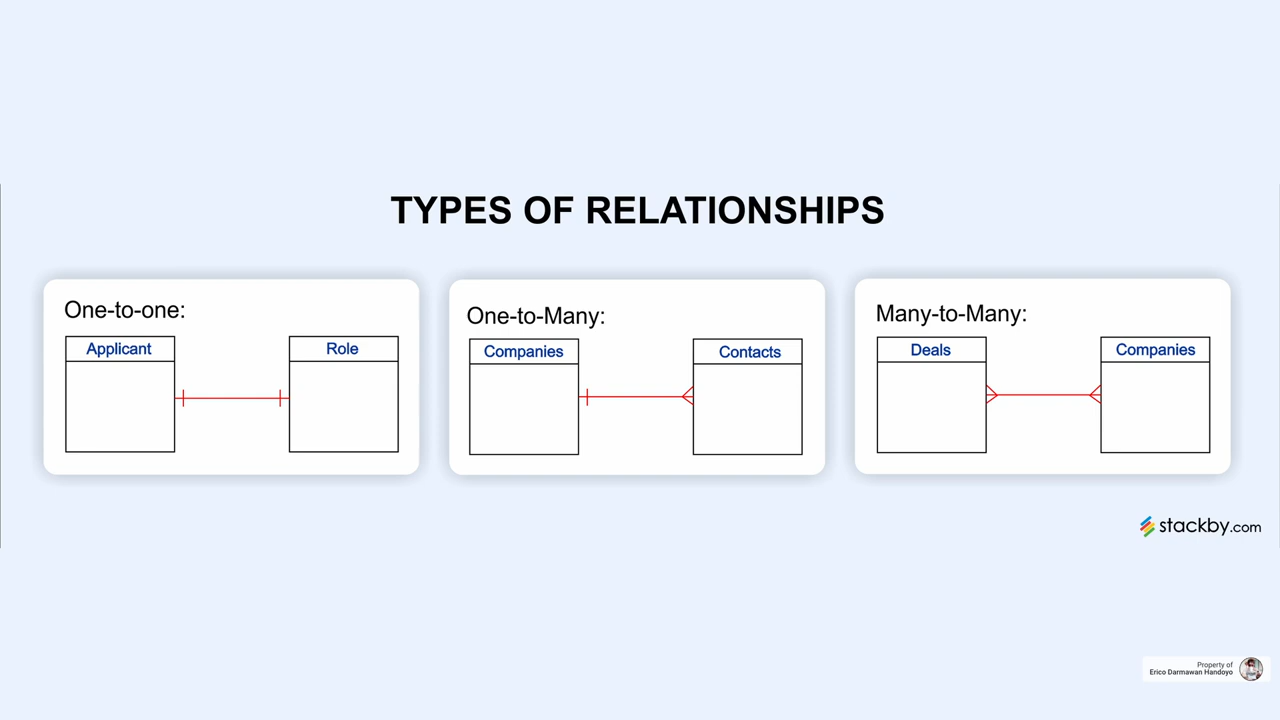 TYPES OF RELATIONSHIPS
One-to-one:
Applicant
Role
One-to-Many:
Companies
Contacts
Many-to-Many:
Deals
Companies
stackby.com
Property of
Erico Darmawan Handoyo